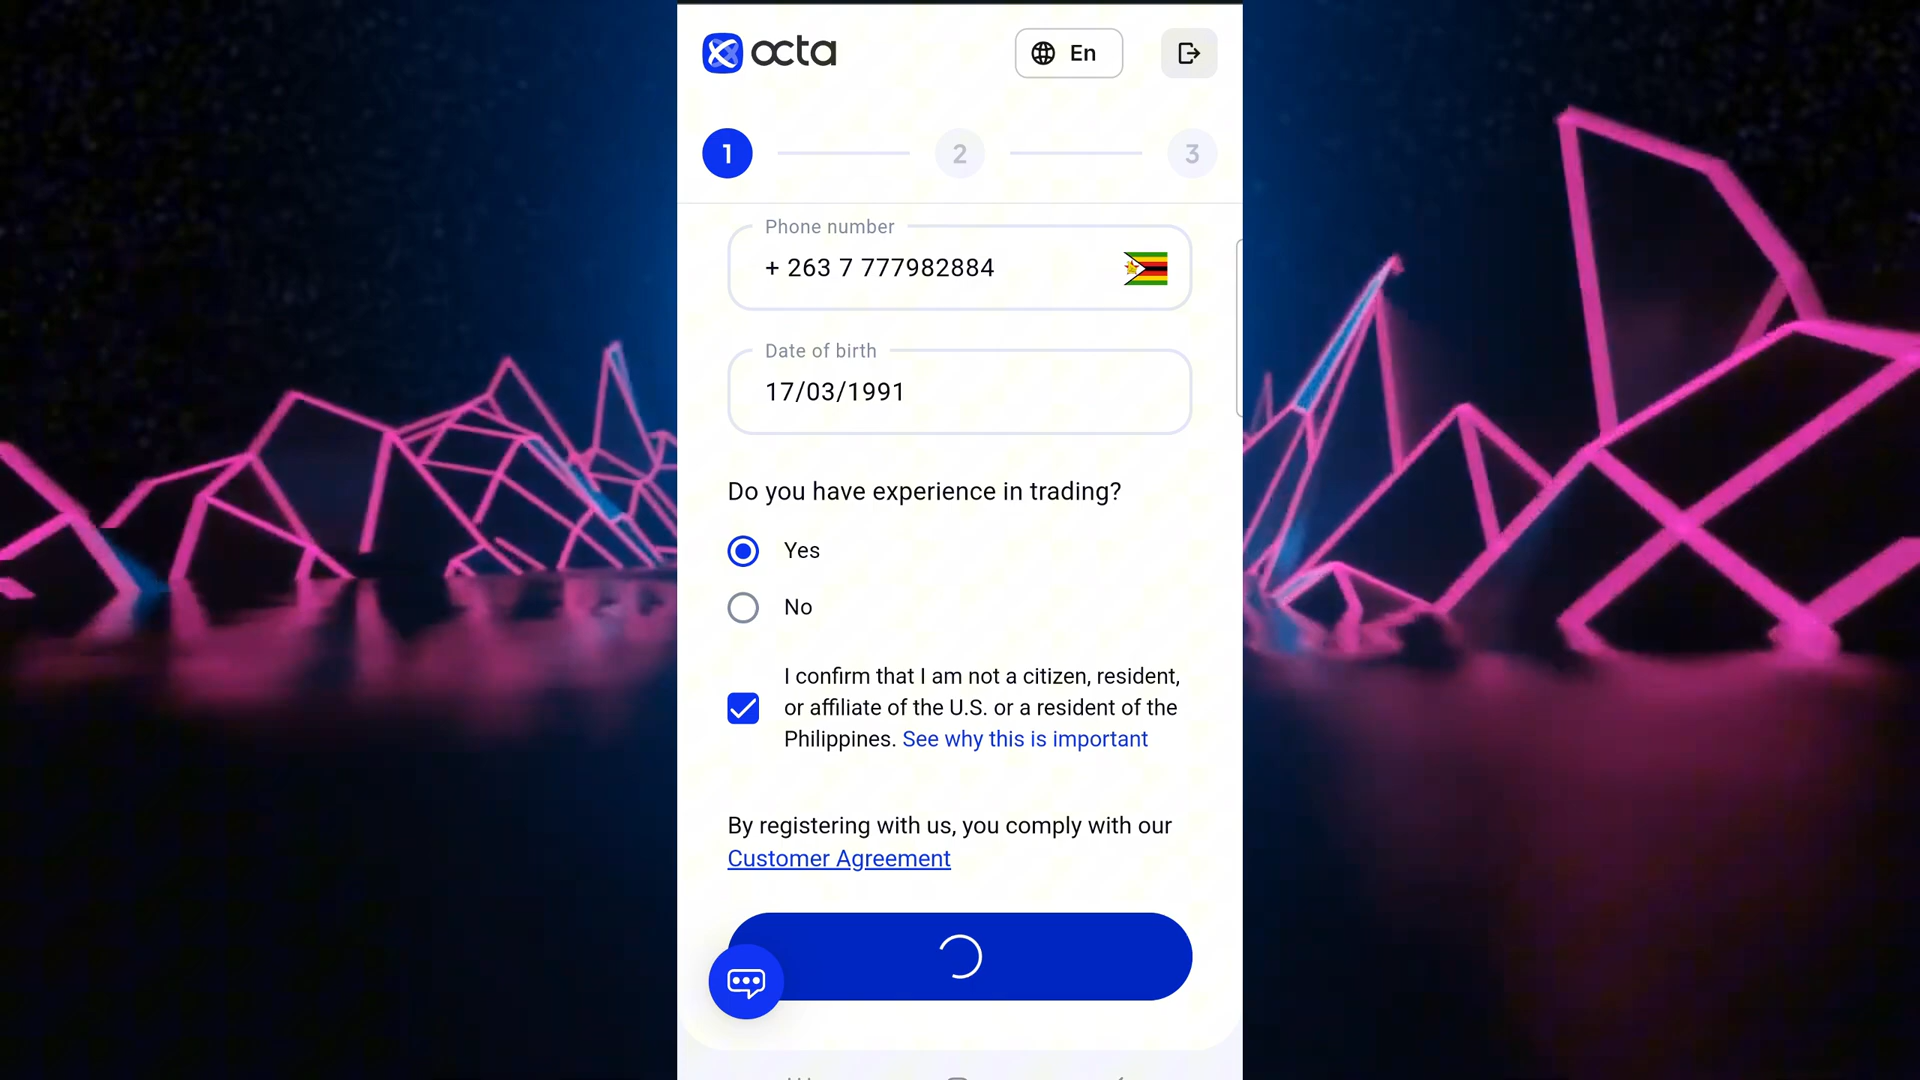 octa
En
1
2
3
Phone number
+ 263 7 777982884
Date of birth
17/03/1991
Do you have experience in trading?
Yes
No
I confirm that I am not a citizen, resident,
or affiliate of the U.S. or a resident of the
Philippines. See why this is important
By registering with us, you comply with our
Customer Agreement